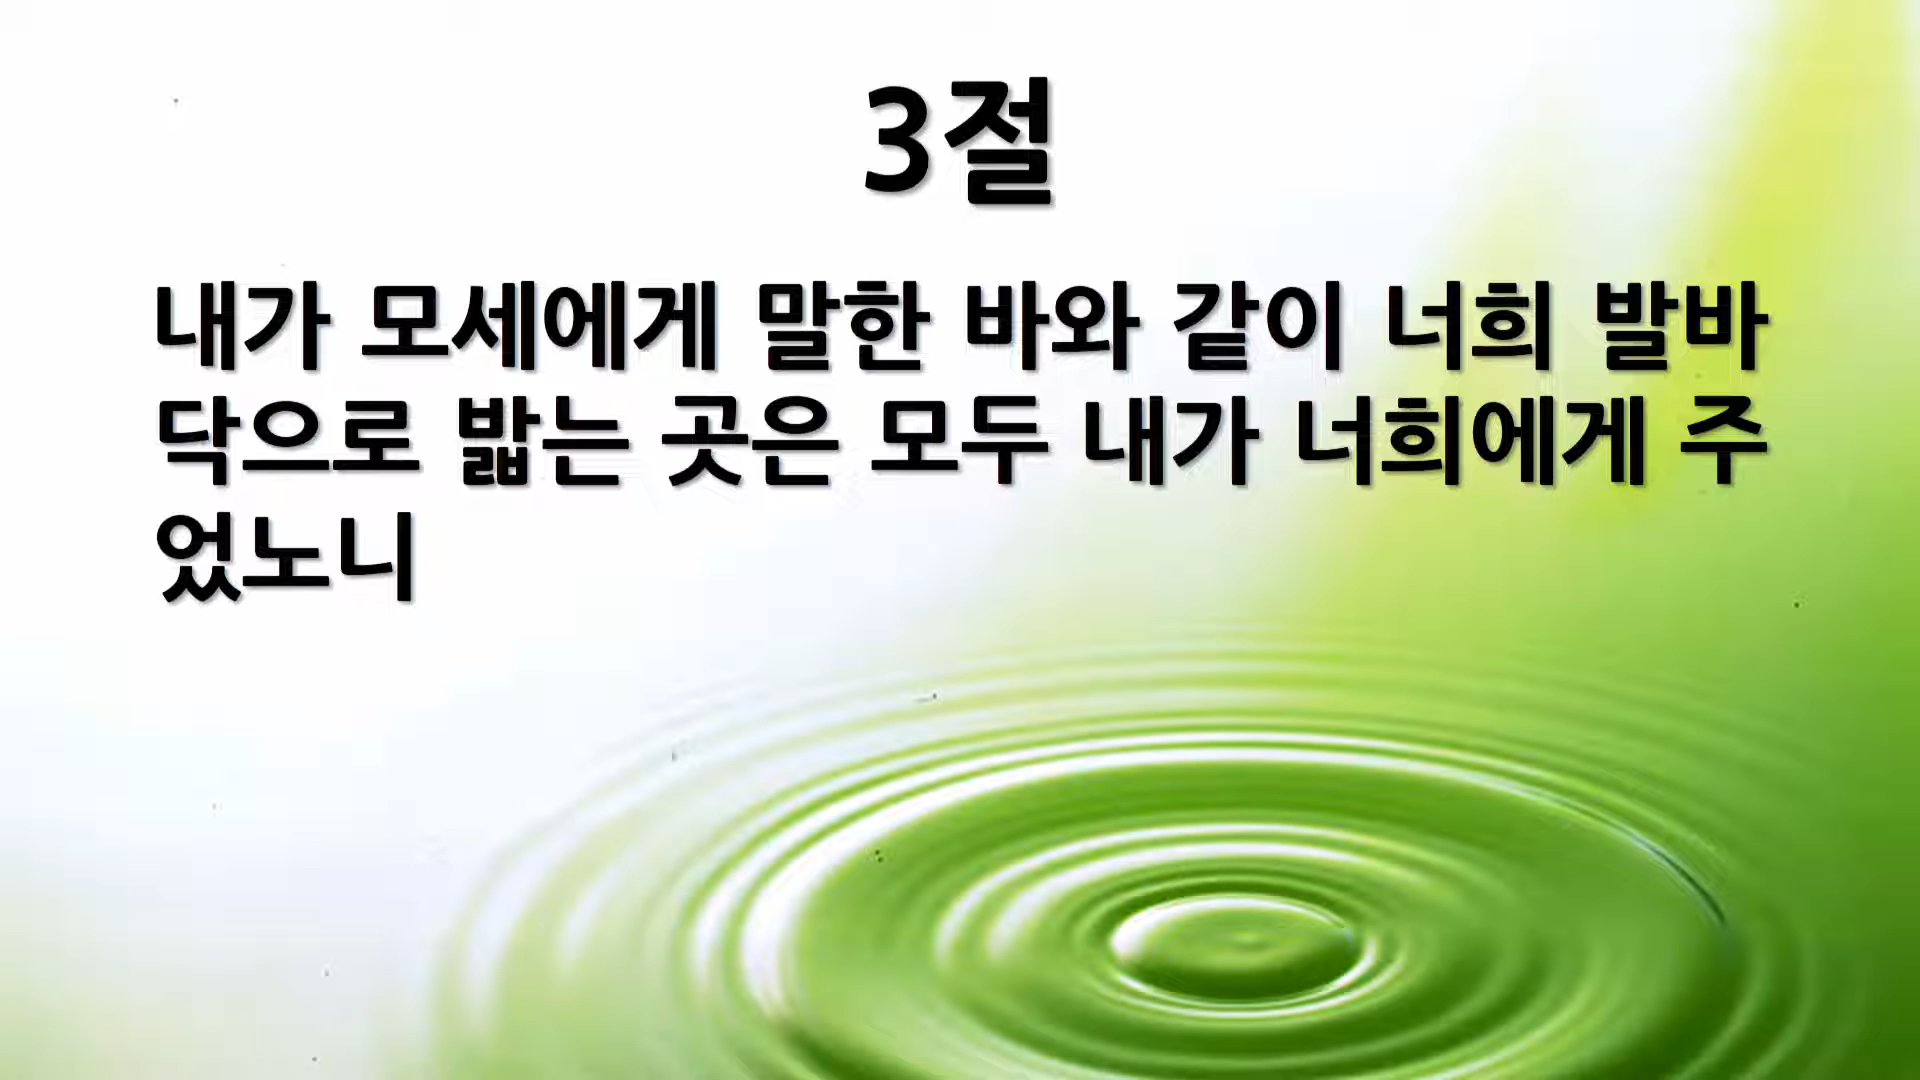 3절
내가 모세에게 말한 바와 같이 너희 발바
닥으로 밟는 곳은 모두 내가 너희에게 주
었노니